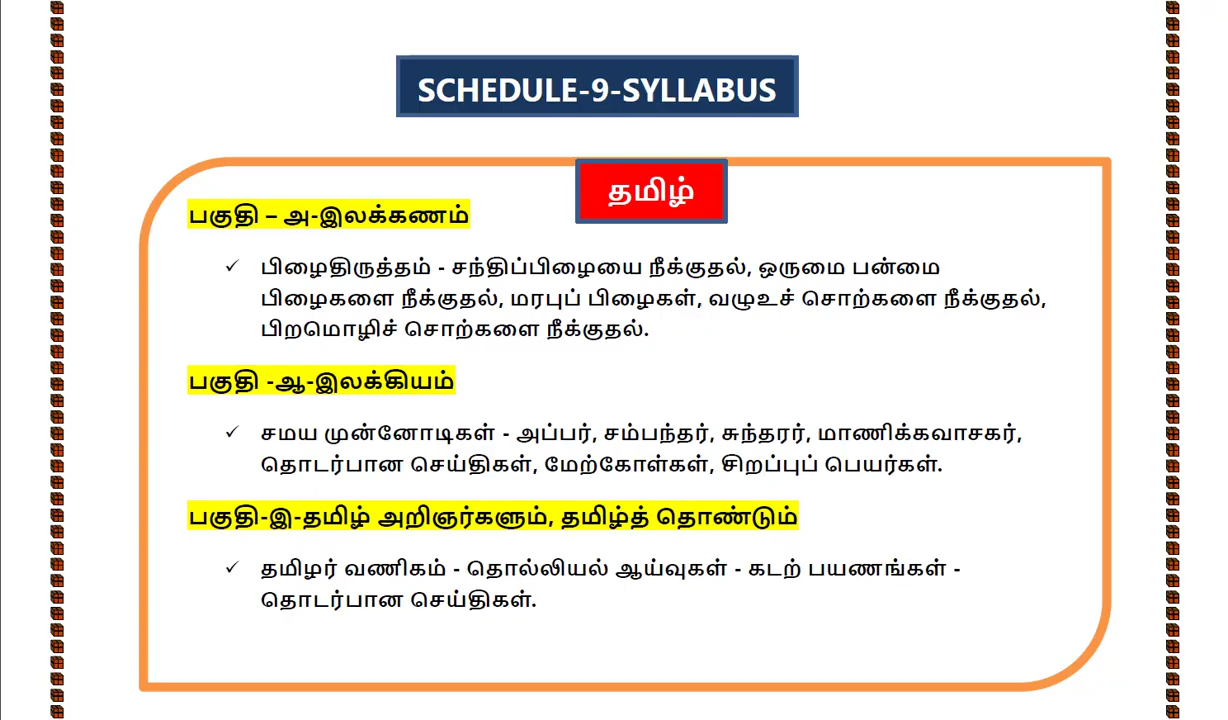 SCHEDULE-9-SYLLABUS
தமிழ்
பகுதி – அ-இலக்கணம்
✓ பிழைதிருத்தம் - சந்திப்பிழையை நீக்குதல், ஒருமை பன்மை
பிழைகளை நீக்குதல், மரபுப் பிழைகள், வழுஉச் சொற்களை நீக்குதல்,
பிறமொழிச் சொற்களை நீக்குதல்.
பகுதி -ஆ-இலக்கியம்
✓ சமய முன்னோடிகள் - அப்பர், சம்பந்தர், சுந்தரர், மாணிக்கவாசகர்,
தொடர்பான செய்திகள், மேற்கோள்கள், சிறப்புப் பெயர்கள்.
பகுதி-இ-தமிழ் அறிஞர்களும், தமிழ்த் தொண்டும்
✓ தமிழர் வணிகம் - தொல்லியல் ஆய்வுகள் - கடற் பயணங்கள் -
தொடர்பான செய்திகள்.